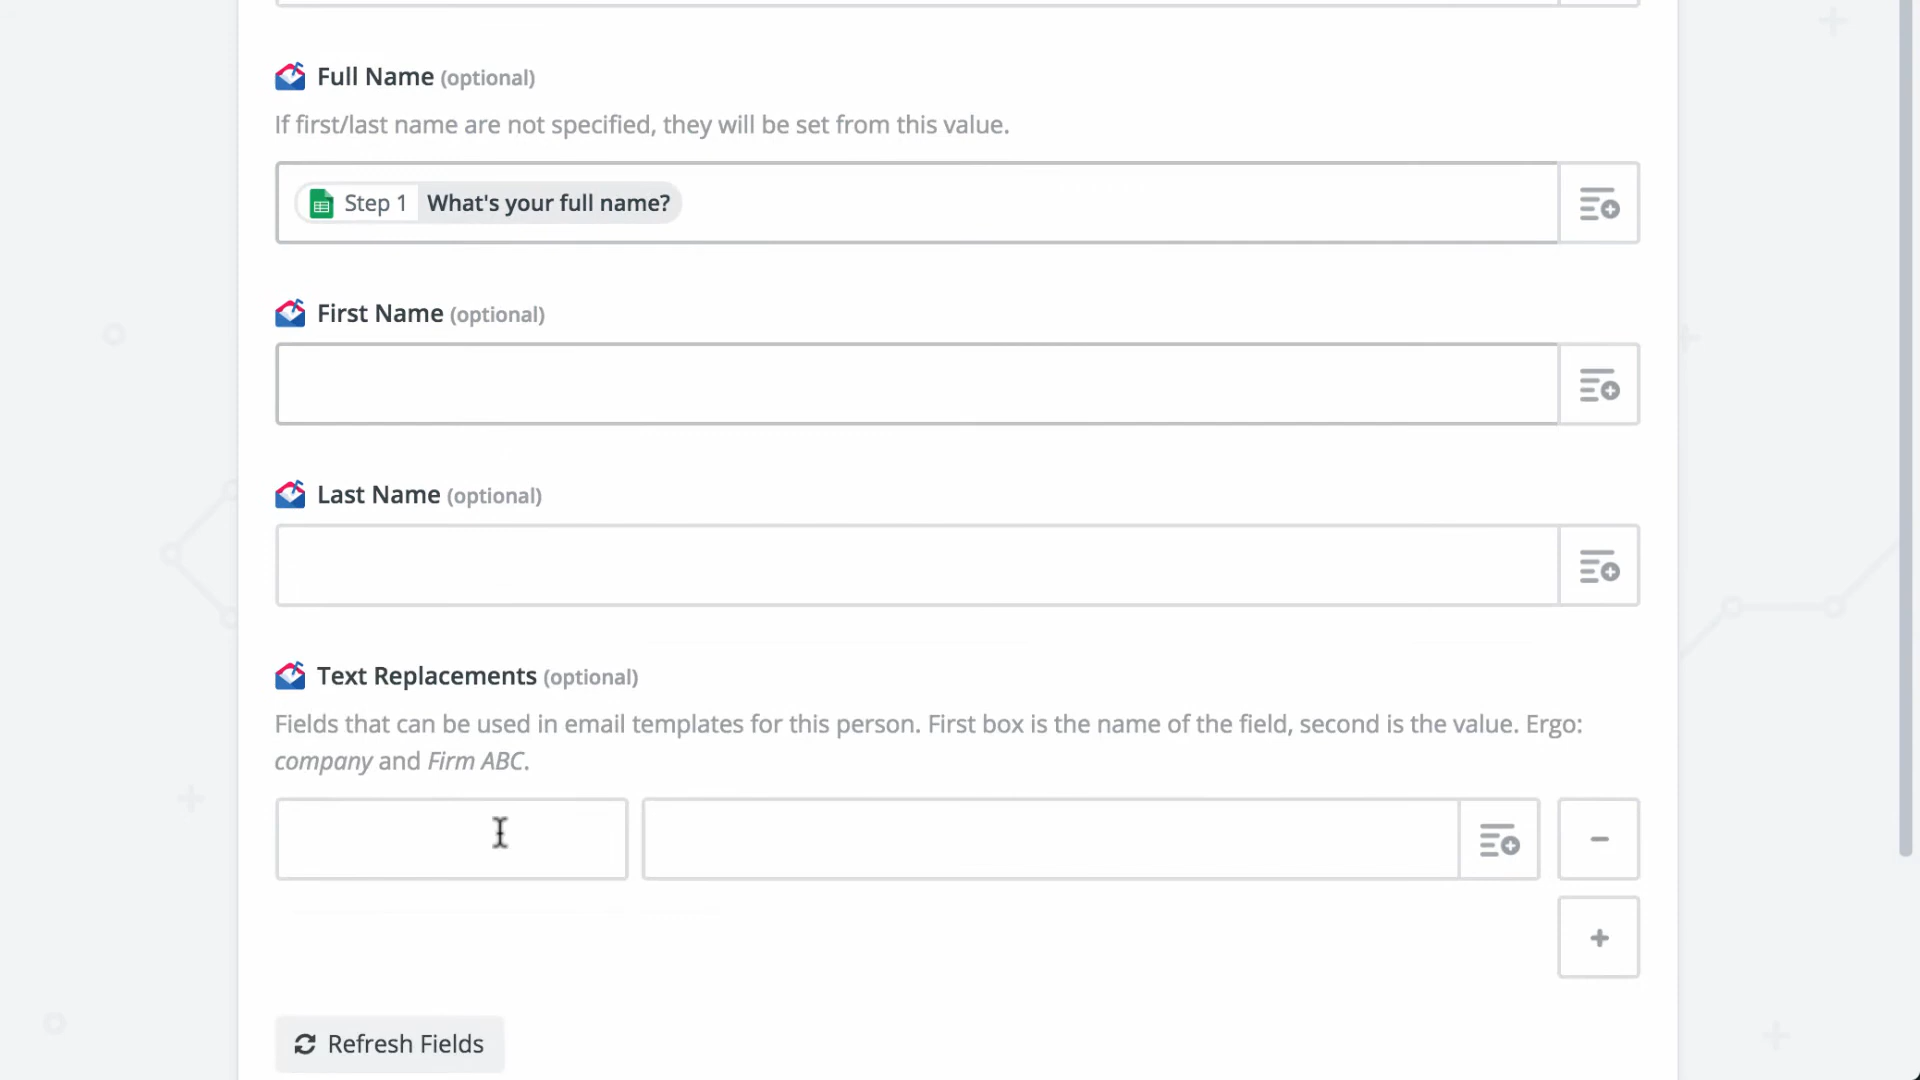 Full Name (optional)
If first/last name are not specified, they will be set from this value.
Step 1 What's your full name?
First Name (optional)
Last Name (optional)
Text Replacements (optional)
Fields that can be used in email templates for this person. First box is the name of the field, second is the value. Ergo:
company and Firm ABC.
Refresh Fields